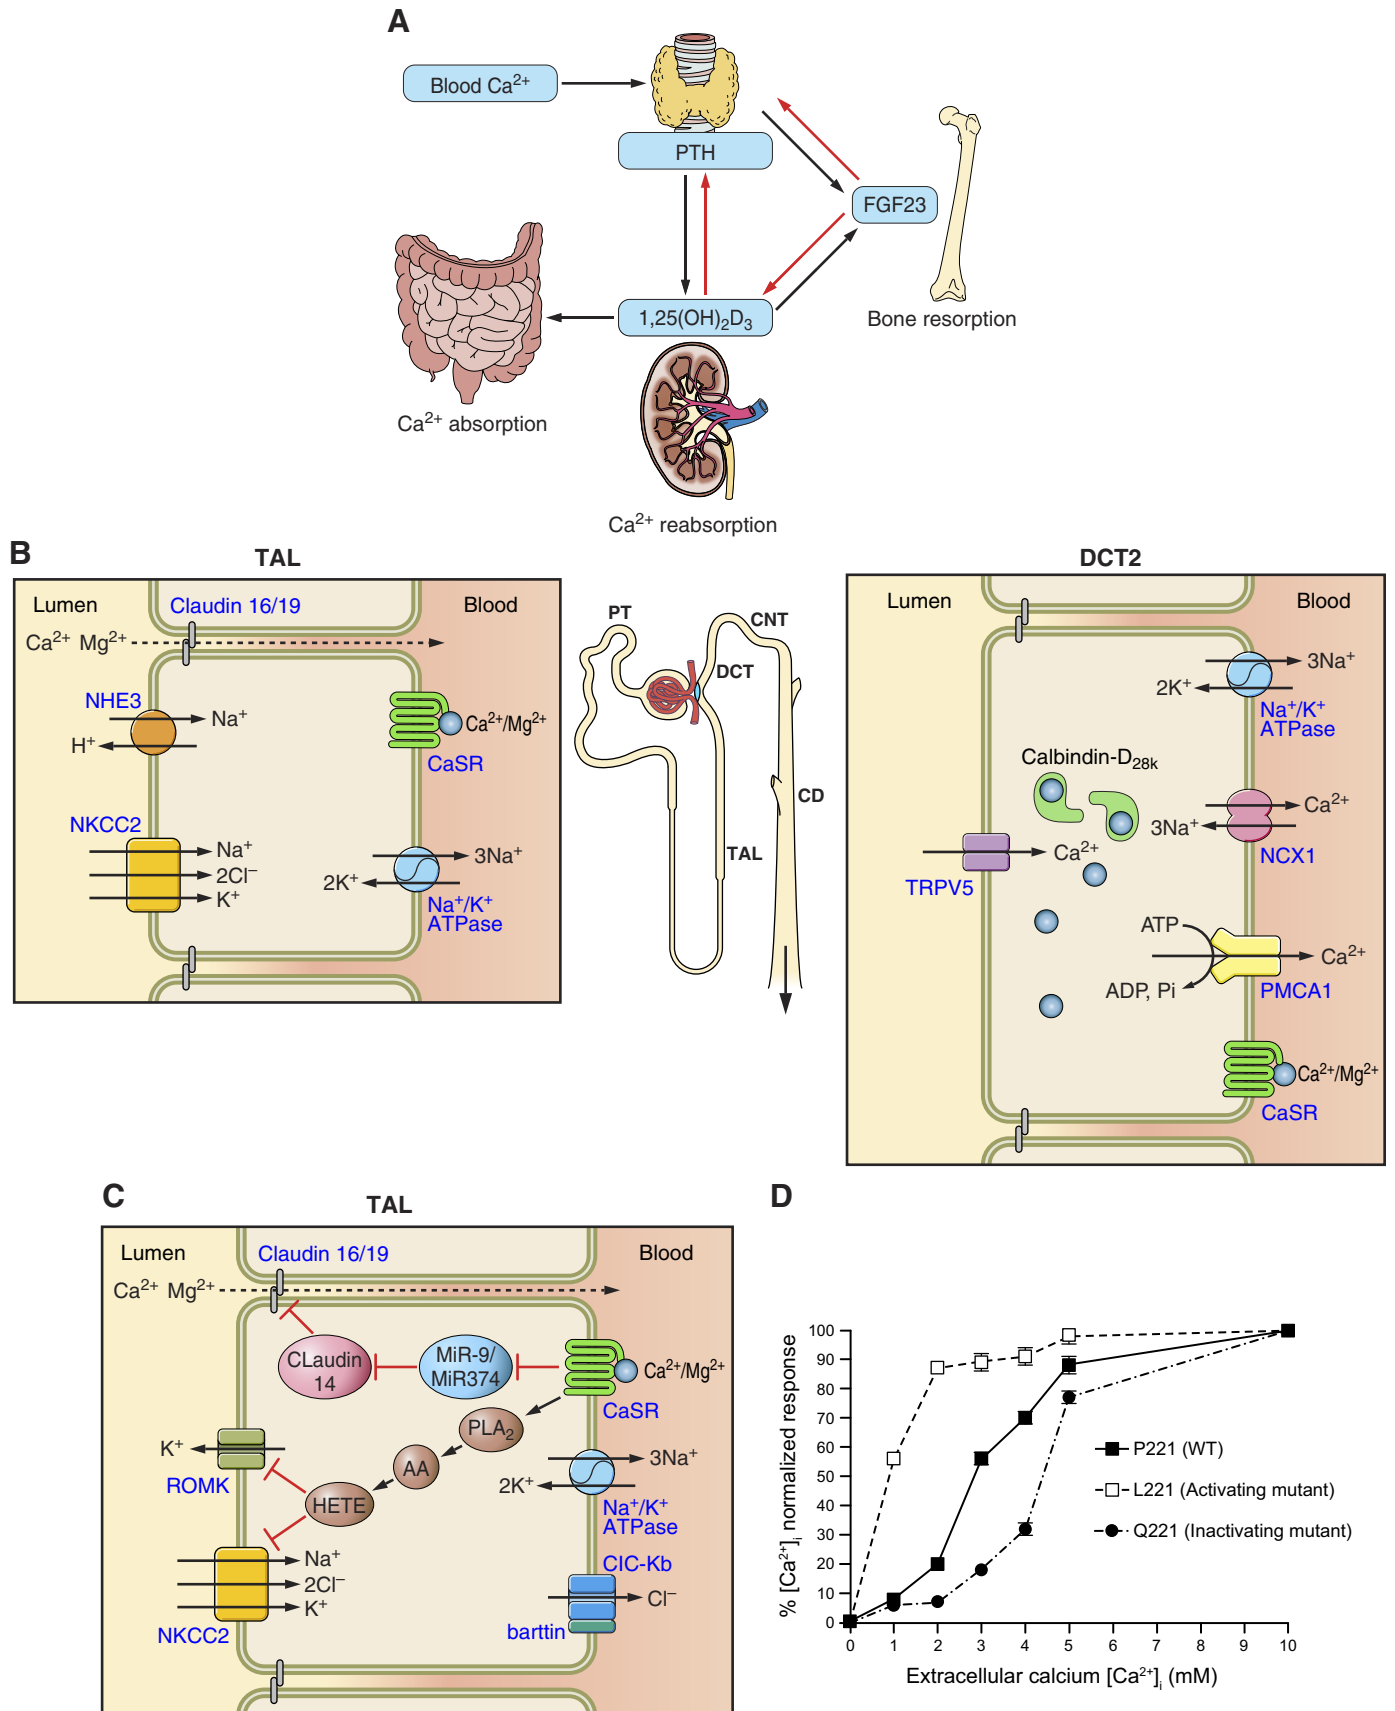 A
Blood Ca²⁺
PTH
FGF23
1,25(OH)₂D₃
Bone resorption
Ca²⁺ absorption
Ca²⁺ reabsorption
B
TAL
Lumen
Claudin 16/19
Blood
Ca²⁺ Mg²⁺
NHE3
Na⁺
H⁺
Ca²⁺/Mg²⁺
CaSR
NKCC2
Na⁺
2Cl⁻
K⁺
3Na⁺
2K⁺
Na⁺/K⁺
ATPase
PT
CNT
DCT
CD
TAL
DCT2
Lumen
Blood
3Na⁺
2K⁺
Na⁺/K⁺
ATPase
Calbindin-D₂₈ₖ
Ca²⁺
3Na⁺
NCX1
Ca²⁺
TRPV5
ATP
Ca²⁺
ADP, Pi
PMCA1
Ca²⁺/Mg²⁺
CaSR
C
TAL
Lumen
Claudin 16/19
Blood
Ca²⁺ Mg²⁺
CLaudin
14
MiR-9/
MiR374
Ca²⁺/Mg²⁺
CaSR
PLA₂
AA
HETE
K⁺
ROMK
3Na⁺
2K⁺
Na⁺/K⁺
ATPase
Na⁺
2Cl⁻
K⁺
NKCC2
ClC-Kb
Cl⁻
barttin
D
% [Ca²⁺]ᵢ normalized response
100
90
80
70
60
50
40
30
20
10
0
P221 (WT)
L221 (Activating mutant)
Q221 (Inactivating mutant)
0 1 2 3 4 5 6 7 8 9 10
Extracellular calcium [Ca²⁺]ᵢ (mM)